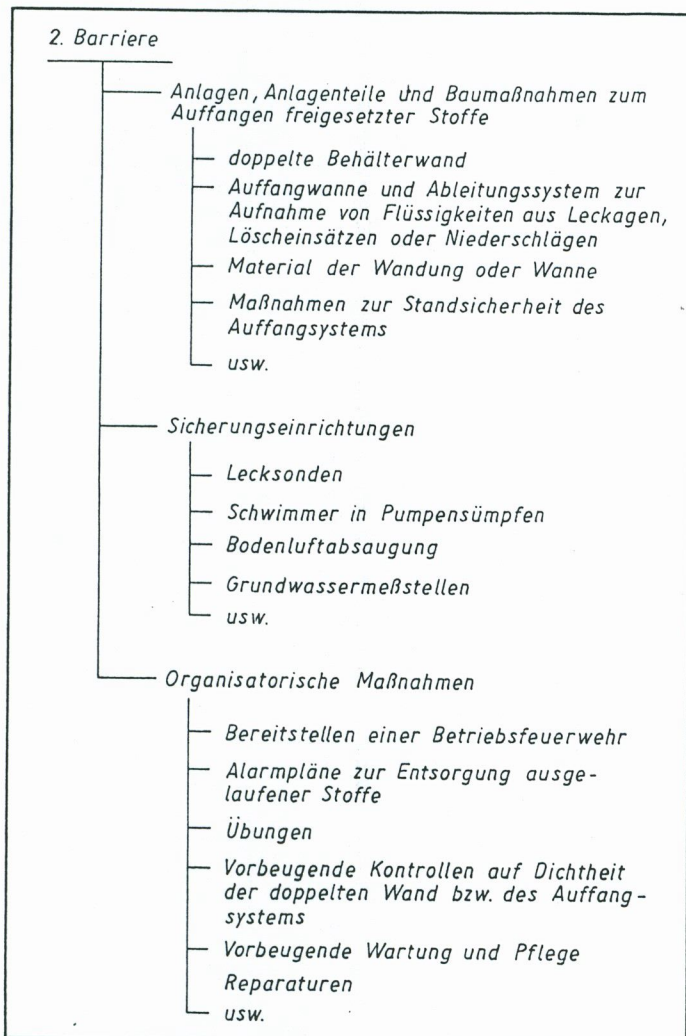 2. Barriere
Anlagen, Anlagenteile und Baumaßnahmen zum
Auffangen freigesetzter Stoffe
doppelte Behälterwand
Auffangwanne und Ableitungssystem zur
Aufnahme von Flüssigkeiten aus Leckagen,
Löscheinsätzen oder Niederschlägen
Material der Wandung oder Wanne
Maßnahmen zur Standsicherheit des
Auffangsystems
usw.
Sicherungseinrichtungen
Lecksonden
Schwimmer in Pumpensümpfen
Bodenluftabsaugung
Grundwassermeßstellen
usw.
Organisatorische Maßnahmen
Bereitstellen einer Betriebsfeuerwehr
Alarmpläne zur Entsorgung ausge-
laufener Stoffe
Übungen
Vorbeugende Kontrollen auf Dichtheit
der doppelten Wand bzw. des Auffang-
systems
Vorbeugende Wartung und Pflege
Reparaturen
usw.